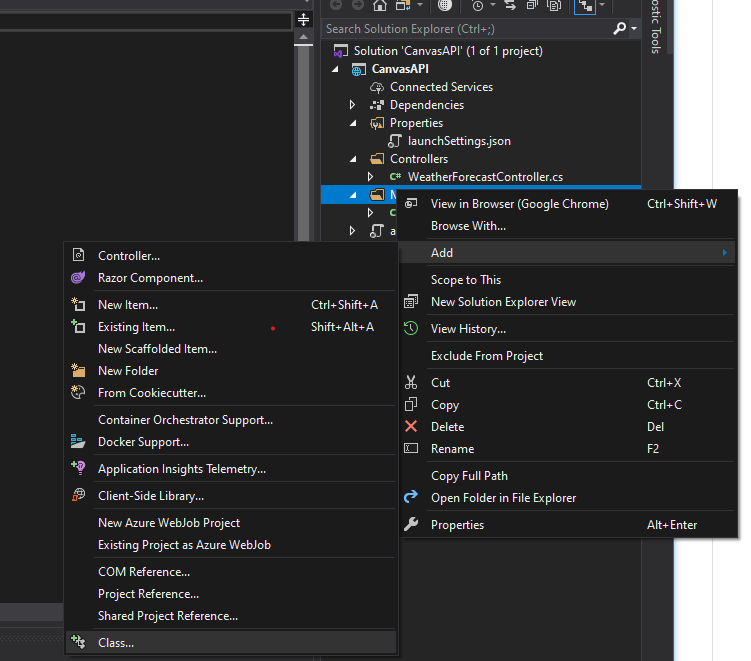 Search Solution Explorer (Ctrl+;)
Solution 'CanvasAPI' (1 of 1 project)
CanvasAPI
Connected Services
Dependencies
Properties
launchSettings.json
Controllers
C# WeatherForecastController.cs
View in Browser (Google Chrome) Ctrl+Shift+W
Browse With...
Add
Scope to This
New Solution Explorer View
View History...
Exclude From Project
Cut Ctrl+X
Copy Ctrl+C
Delete Del
Rename F2
Copy Full Path
Open Folder in File Explorer
Properties Alt+Enter
Controller...
Razor Component...
New Item... Ctrl+Shift+A
Existing Item... Shift+Alt+A
New Scaffolded Item...
New Folder
From Cookiecutter...
Container Orchestrator Support...
Docker Support...
Application Insights Telemetry...
Client-Side Library...
New Azure WebJob Project
Existing Project as Azure WebJob
COM Reference...
Project Reference...
Shared Project Reference...
Class...
ostic Tools